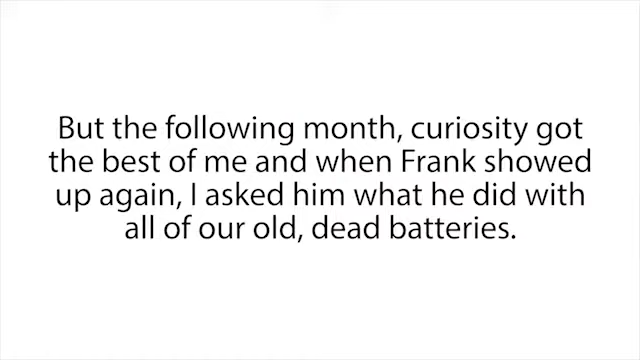 But the following month, curiosity got
the best of me and when Frank showed
up again, I asked him what he did with
all of our old, dead batteries.